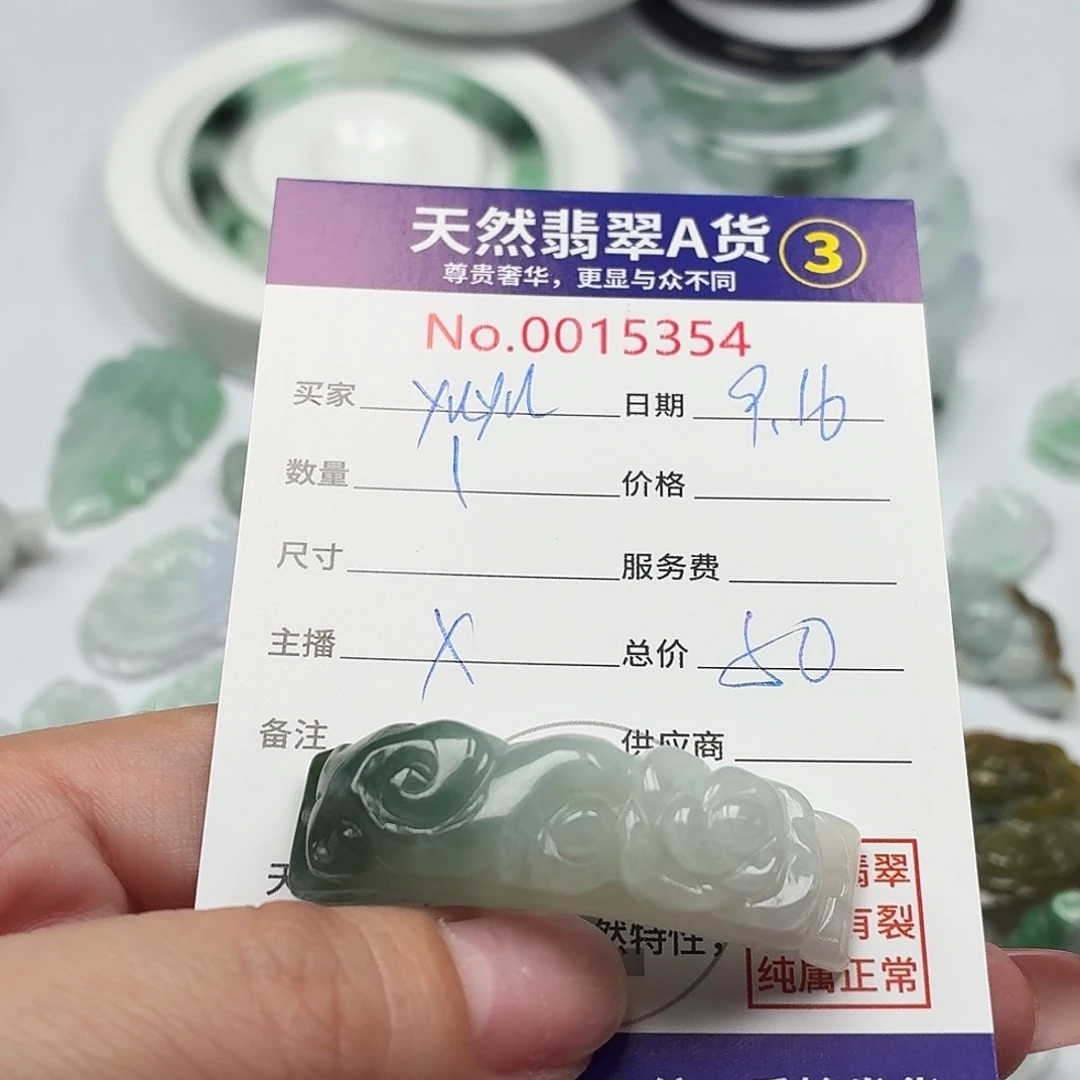 天然翡翠A货 3
尊贵奢华，更显与众不同
No.0015354
买家 yuyu 日期 9.16
数量 1 价格
尺寸 服务费
主播 X 总价 50
备注 供应商
翡翠
天 然特性， 有裂
纯属正常